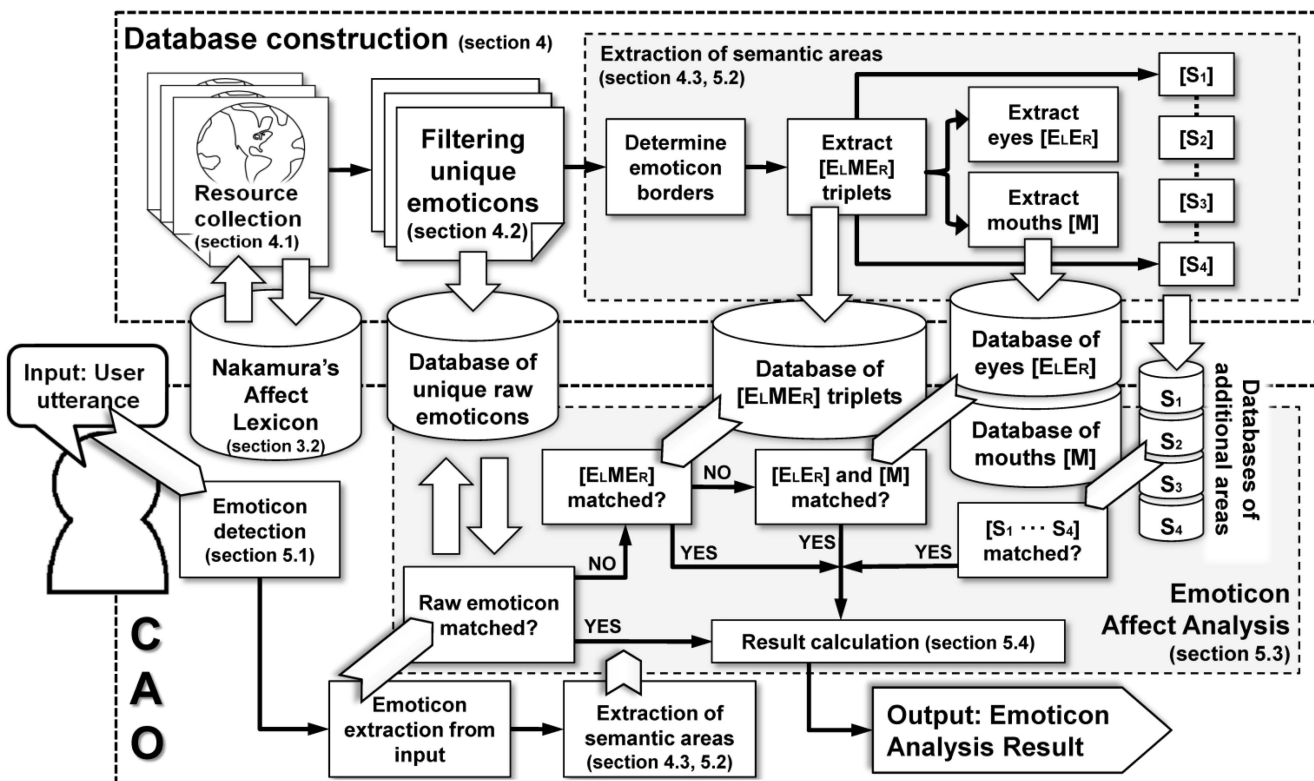 Database construction (section 4)
Resource
collection
(section 4.1)
Filtering
unique
emoticons
(section 4.2)
Extraction of semantic areas
(section 4.3, 5.2)
Determine
emoticon
borders
Extract
[ELMER]
triplets
Extract
eyes [ELER]
Extract
mouths [M]
[S1]
[S2]
[S3]
[S4]
Input: User
utterance
Nakamura's
Affect
Lexicon
(section 3.2)
Database of
unique raw
emoticons
Database of
[ELMER] triplets
Database of
eyes [ELER]
Database of
mouths [M]
S1
S2
S3
S4
Databases of
additional areas
Emoticon
detection
(section 5.1)
[ELMER]
matched?
NO
[ELER] and [M]
matched?
[S1 ··· S4]
matched?
NO
YES
YES
YES
Raw emoticon
matched?
YES
Result calculation (section 5.4)
Emoticon
Affect Analysis
(section 5.3)
C
A
O
Emoticon
extraction from
input
Extraction of
semantic areas
(section 4.3, 5.2)
Output: Emoticon
Analysis Result